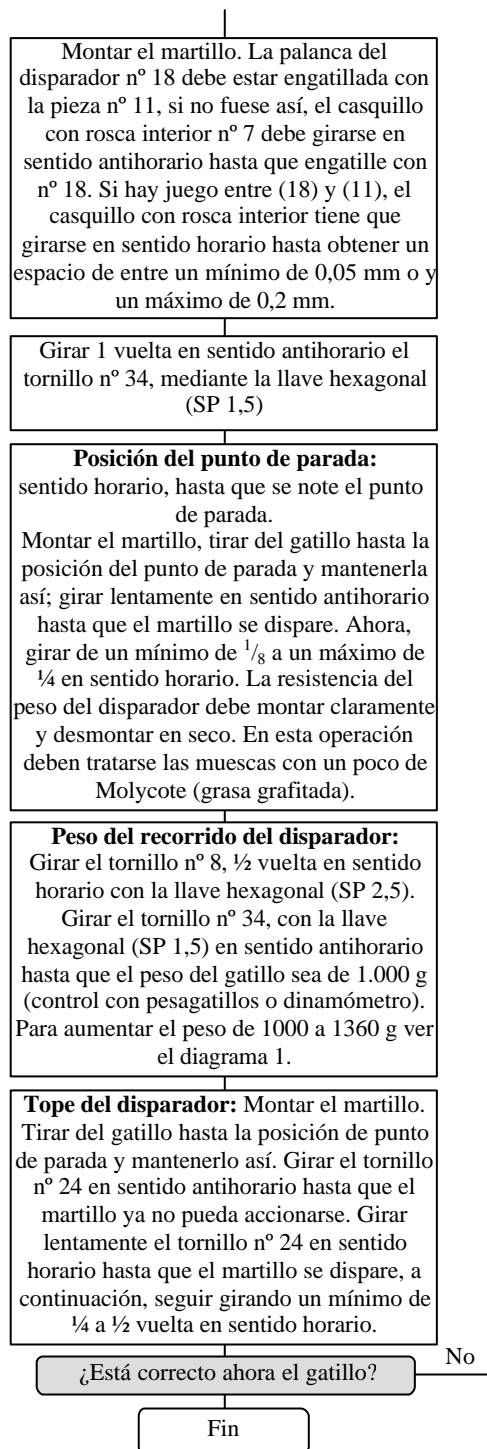 Montar el martillo. La palanca del
disparador nº 18 debe estar engatillada con
la pieza nº 11, si no fuese así, el casquillo
con rosca interior nº 7 debe girarse en
sentido antihorario hasta que engatille con
nº 18. Si hay juego entre (18) y (11), el
casquillo con rosca interior tiene que
girarse en sentido horario hasta obtener un
espacio de entre un mínimo de 0,05 mm o y
un máximo de 0,2 mm.
Girar 1 vuelta en sentido antihorario el
tornillo nº 34, mediante la llave hexagonal
(SP 1,5)
Posición del punto de parada:
sentido horario, hasta que se note el punto
de parada.
Montar el martillo, tirar del gatillo hasta la
posición del punto de parada y mantenerla
así; girar lentamente en sentido antihorario
hasta que el martillo se dispare. Ahora,
girar de un mínimo de 1/8 a un máximo de
¼ en sentido horario. La resistencia del
peso del disparador debe montar claramente
y desmontar en seco. En esta operación
deben tratarse las muescas con un poco de
Molycote (grasa grafitada).
Peso del recorrido del disparador:
Girar el tornillo nº 8, ½ vuelta en sentido
horario con la llave hexagonal (SP 2,5).
Girar el tornillo nº 34, con la llave
hexagonal (SP 1,5) en sentido antihorario
hasta que el peso del gatillo sea de 1.000 g
(control con pesagatillos o dinamómetro).
Para aumentar el peso de 1000 a 1360 g ver
el diagrama 1.
Tope del disparador: Montar el martillo.
Tirar del gatillo hasta la posición de punto
de parada y mantenerlo así. Girar el tornillo
nº 24 en sentido antihorario hasta que el
martillo ya no pueda accionarse. Girar
lentamente el tornillo nº 24 en sentido
horario hasta que el martillo se dispare, a
continuación, seguir girando un mínimo de
¼ a ½ vuelta en sentido horario.
¿Está correcto ahora el gatillo?
No
Fin